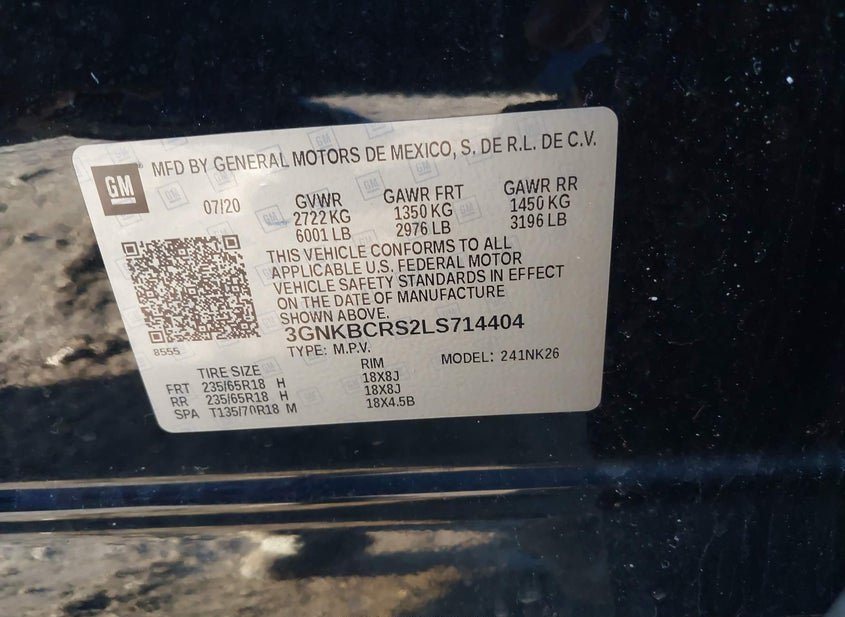 GM
MFD BY GENERAL MOTORS DE MEXICO, S. DE R.L. DE C.V.
07/20 GVWR GAWR FRT GAWR RR
2722 KG 1350 KG 1450 KG
6001 LB 2976 LB 3196 LB
THIS VEHICLE CONFORMS TO ALL
APPLICABLE U.S. FEDERAL MOTOR
VEHICLE SAFETY STANDARDS IN EFFECT
ON THE DATE OF MANUFACTURE
SHOWN ABOVE.
3GNKBCRS2LS714404
8555
TYPE: M.P.V. MODEL: 241NK26
TIRE SIZE RIM
FRT 235/65R18 H 18X8J
RR 235/65R18 H 18X8J
SPA T135/70R18 M 18X4.5B